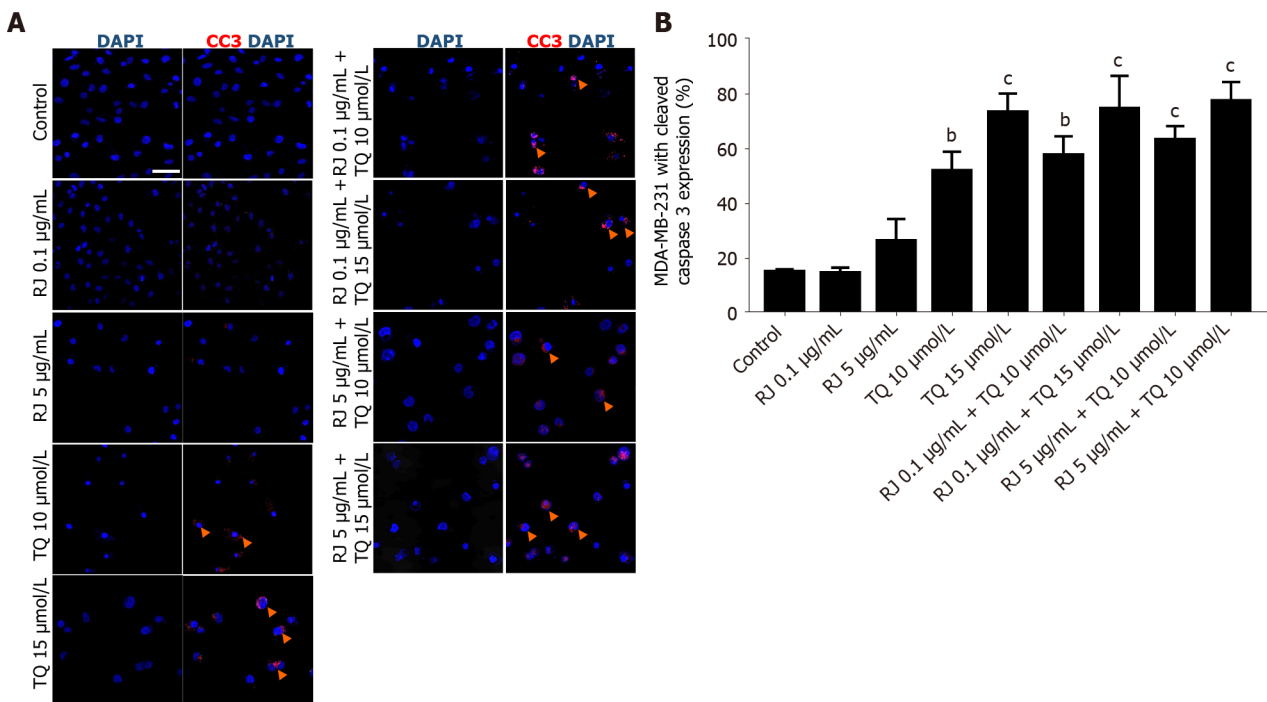 A
DAPI
CC3 DAPI
Control
RJ 0.1 µg/mL
RJ 5 µg/mL
TQ 10 µmol/L
TQ 15 µmol/L
DAPI
CC3 DAPI
RJ 0.1 µg/mL +
TQ 10 µmol/L
RJ 0.1 µg/mL +
TQ 15 µmol/L
RJ 5 µg/mL +
TQ 10 µmol/L
RJ 5 µg/mL +
TQ 15 µmol/L
B
MDA-MB-231 with cleaved
caspase 3 expression (%)
100
80
60
40
20
0
b
c
b
c
c
c
Control
RJ 0.1 µg/mL
RJ 5 µg/mL
TQ 10 µmol/L
TQ 15 µmol/L
RJ 0.1 µg/mL + TQ 10 µmol/L
RJ 0.1 µg/mL + TQ 15 µmol/L
RJ 5 µg/mL + TQ 10 µmol/L
RJ 5 µg/mL + TQ 10 µmol/L